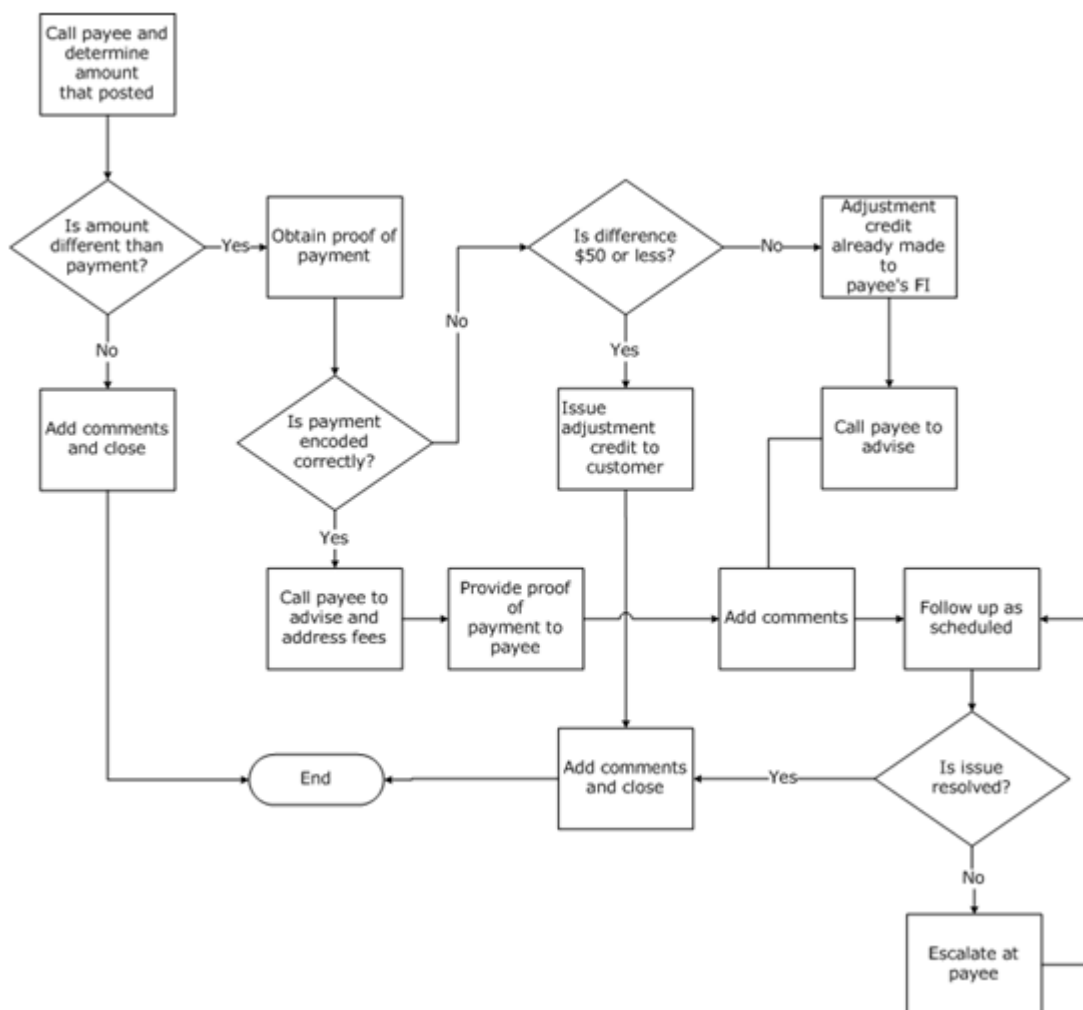 Call payee and
determine
amount
that posted
Is amount
different than
payment?
Yes
Obtain proof of
payment
No
Is difference
$50 or less?
No
Adjustment
credit
already made
to
payee's FI
No
Yes
Add comments
and close
Is payment
encoded
correctly?
Issue
adjustment
credit to
customer
Call payee to
advise
Yes
Call payee to
advise and
address fees
Provide proof
of
payment to
payee
Add comments
Follow up as
scheduled
End
Add comments
and close
Yes
Is issue
resolved?
No
Escalate at
payee